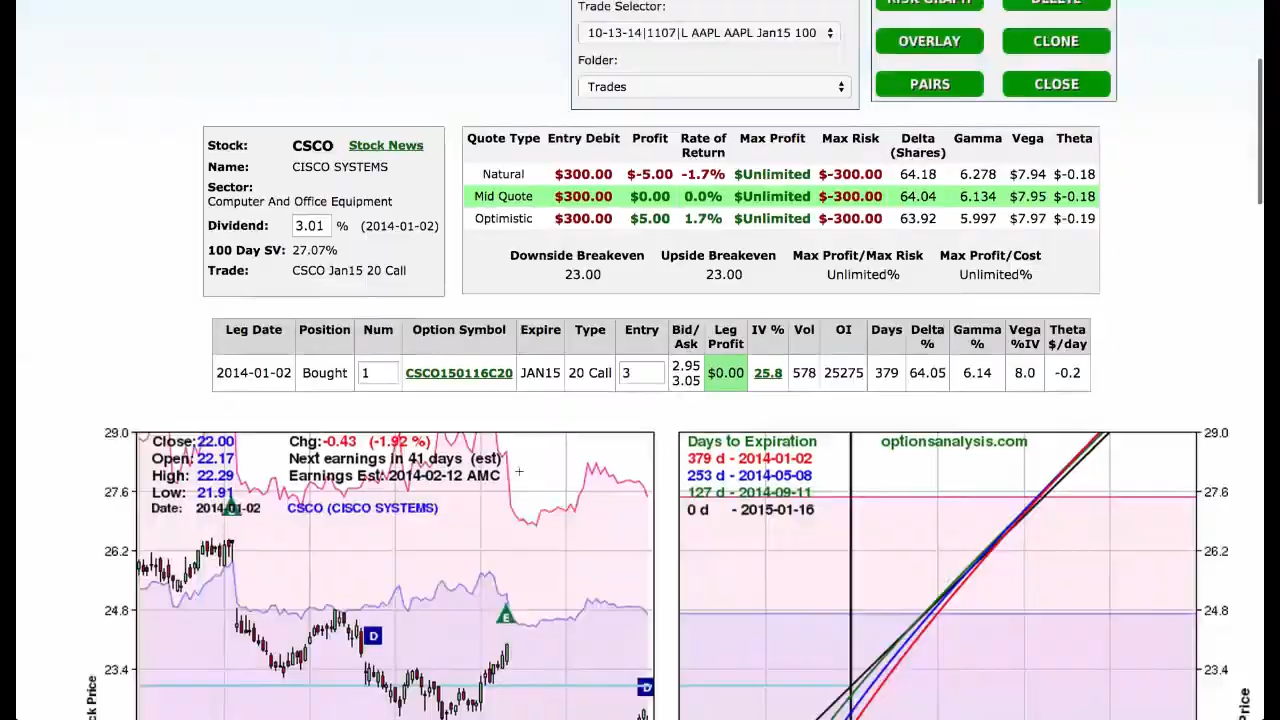 Trade Selector:
10-13-14|1107|L AAPL AAPL Jan15 100
Folder:
Trades
RISK GRAPH DELETE
OVERLAY CLONE
PAIRS CLOSE
Stock: CSCO Stock News
Name: CISCO SYSTEMS
Sector:
Computer And Office Equipment
Dividend: 3.01 % (2014-01-02)
100 Day SV: 27.07%
Trade: CSCO Jan15 20 Call
Quote Type Entry Debit Profit Rate of Return Max Profit Max Risk Delta (Shares) Gamma Vega Theta
Natural $300.00 $-5.00 -1.7% $Unlimited $-300.00 64.18 6.278 $7.94 $-0.18
Mid Quote $300.00 $0.00 0.0% $Unlimited $-300.00 64.04 6.134 $7.95 $-0.18
Optimistic $300.00 $5.00 1.7% $Unlimited $-300.00 63.92 5.997 $7.97 $-0.19
Downside Breakeven Upside Breakeven Max Profit/Max Risk Max Profit/Cost
23.00 23.00 Unlimited% Unlimited%
Leg Date Position Num Option Symbol Expire Type Entry Bid/ Ask Leg Profit IV % Vol OI Days Delta % Gamma % Vega %IV Theta $/day
2014-01-02 Bought 1 CSCO150116C20 JAN15 20 Call 3 2.95 3.05 $0.00 25.8 578 25275 379 64.05 6.14 8.0 -0.2
Close: 22.00 Chg:-0.43 (-1.92 %)
Open: 22.17 Next earnings in 41 days (est)
High: 22.29 Earnings Est: 2014-02-12 AMC
Low: 21.91
Date: 2014-01-02 CSCO (CISCO SYSTEMS)
29.0
27.6
26.2
24.8
23.4
D
E
D
ck Price
Days to Expiration optionsanalysis.com
379 d - 2014-01-02
253 d - 2014-05-08
127 d - 2014-09-11
0 d - 2015-01-16
29.0
27.6
26.2
24.8
23.4
Price